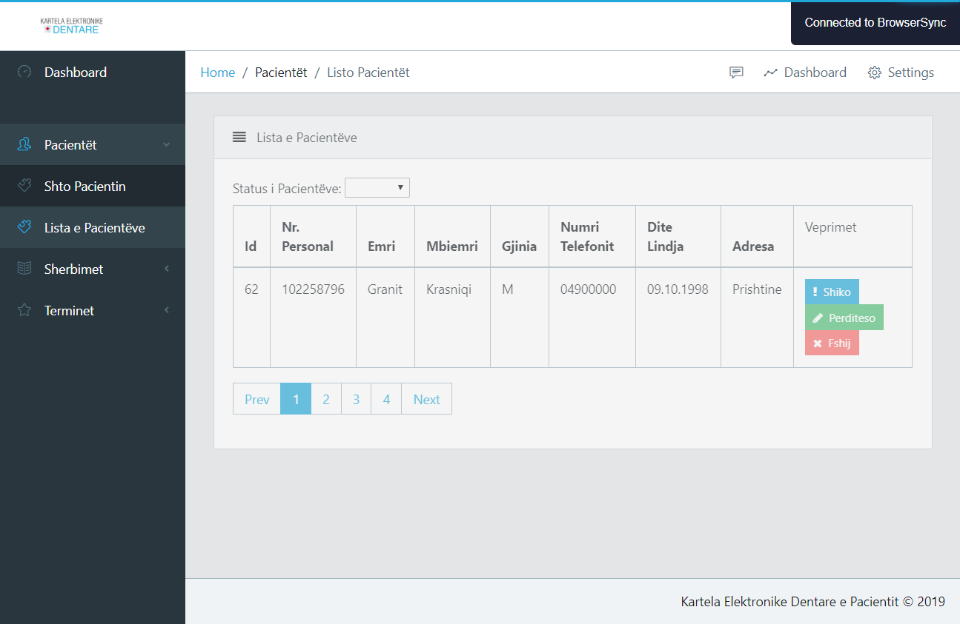 KARTELA ELEKTRONIKE
DENTARE
Connected to BrowserSync
Dashboard
Pacientët
Shto Pacientin
Lista e Pacientëve
Sherbimet
Terminet
Home / Pacientët / Listo Pacientët
Dashboard
Settings
Lista e Pacientëve
Status i Pacientëve:
Id Nr. Personal Emri Mbiemri Gjinia Numri Telefonit Dite Lindja Adresa Veprimet
62 102258796 Granit Krasniqi M 04900000 09.10.1998 Prishtine
Shiko
Perditeso
Fshij
Prev 1 2 3 4 Next
Kartela Elektronike Dentare e Pacientit © 2019